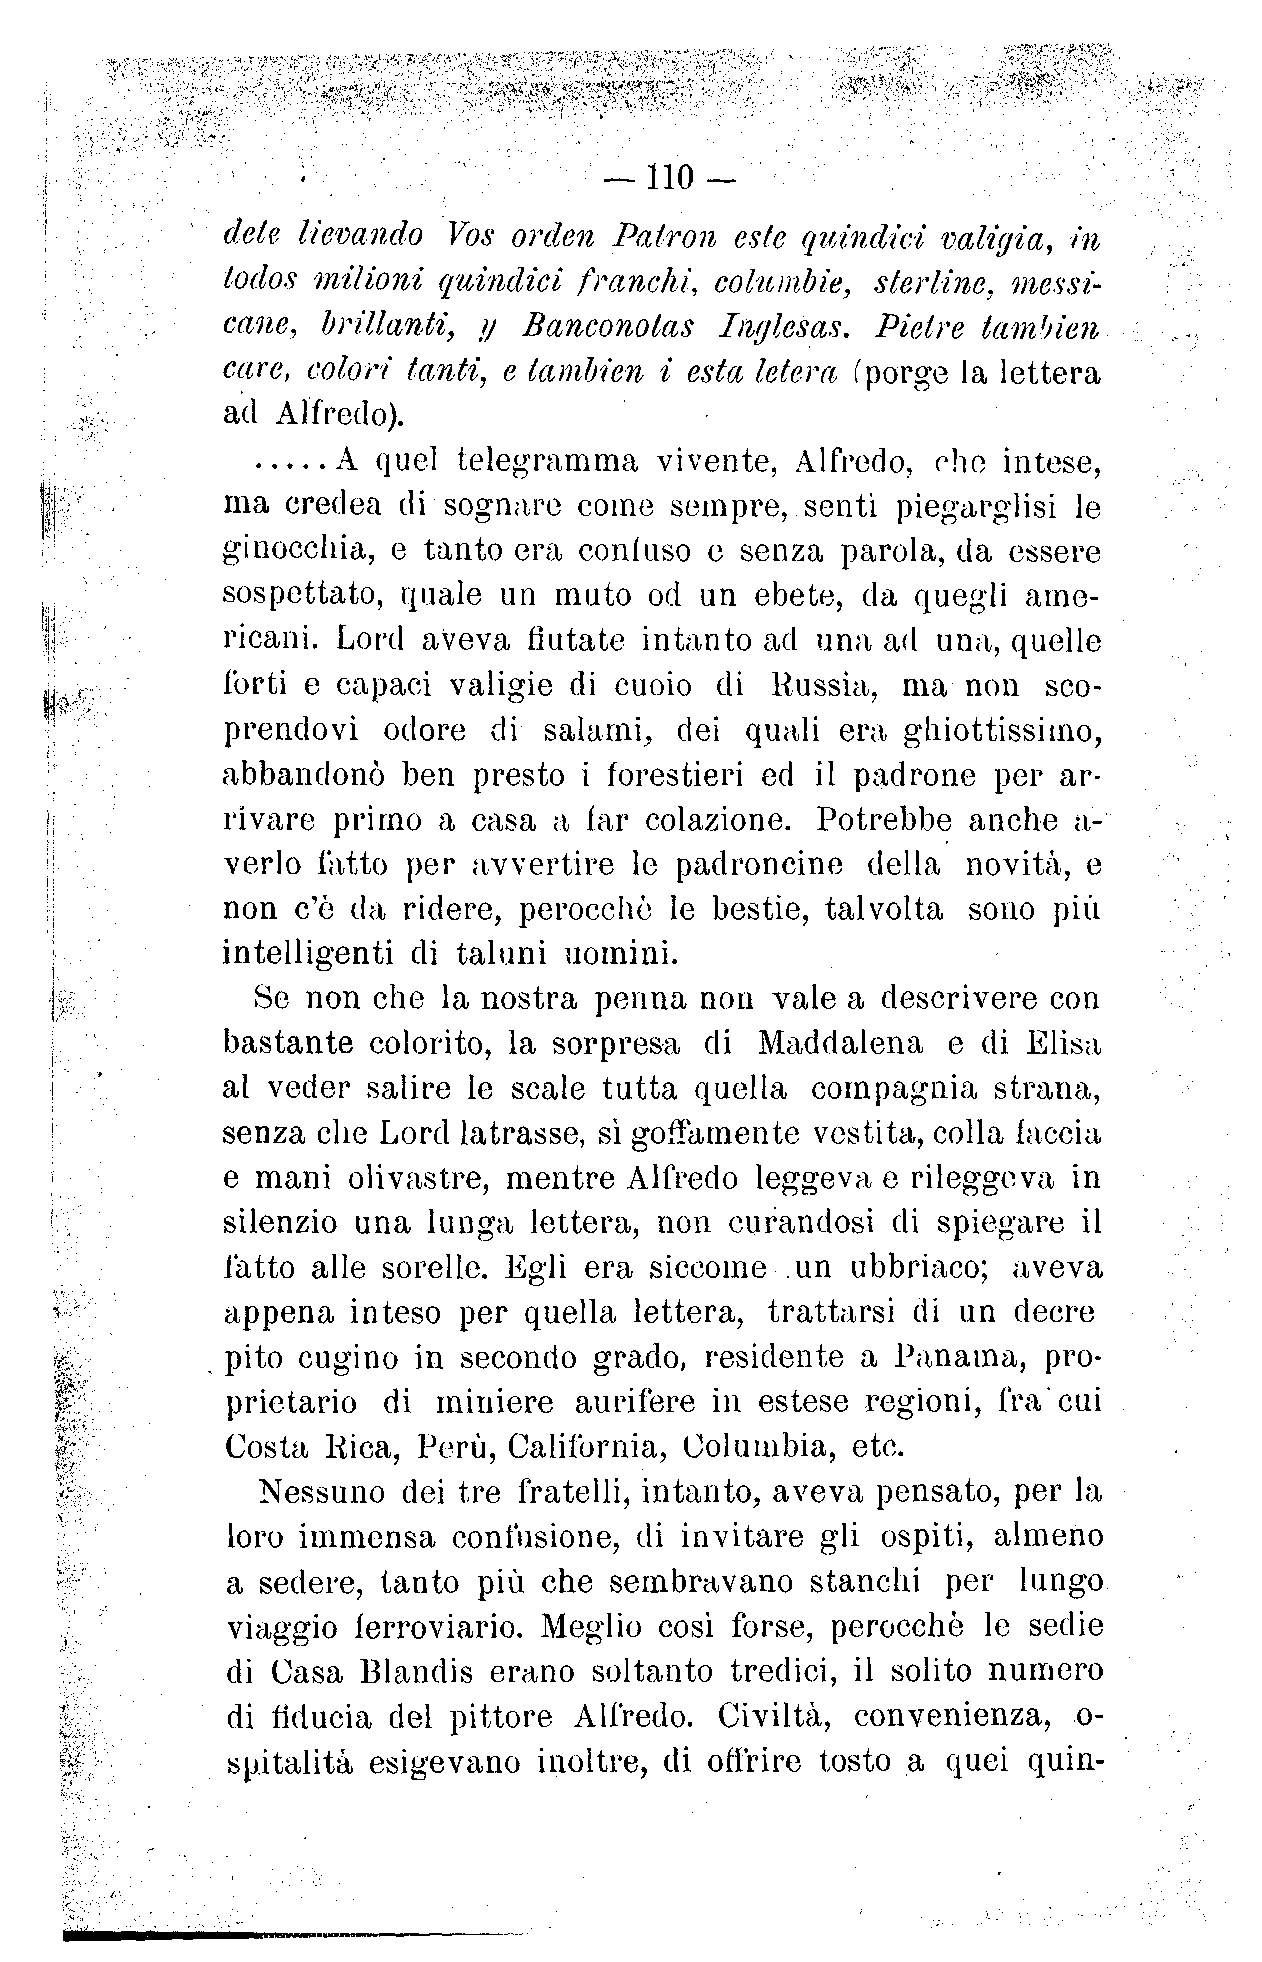 — 110 —
dete lievando Vos orden Patron este quindici valigia, in
todos milioni quindici franchi, columbie, sterline, messi-
cane, brillanti, y Banconotas Inglesas. Pietre tambien
care, colori tanti, e tambien i esta letera (porge la lettera
ad Alfredo).
..... A quel telegramma vivente, Alfredo, che intese,
ma credea di sognare come sempre, sentì piegarglisi le
ginocchia, e tanto era confuso e senza parola, da essere
sospettato, quale un muto od un ebete, da quegli ame-
ricani. Lord aveva fiutate intanto ad una ad una, quelle
forti e capaci valigie di cuoio di Russia, ma non sco-
prendovi odore di salami, dei quali era ghiottissimo,
abbandonò ben presto i forestieri ed il padrone per ar-
rivare primo a casa a far colazione. Potrebbe anche a-
verlo fatto per avvertire le padroncine della novità, e
non c'è da ridere, perocchè le bestie, talvolta sono più
intelligenti di taluni uomini.
Se non che la nostra penna non vale a descrivere con
bastante colorito, la sorpresa di Maddalena e di Elisa
al veder salire le scale tutta quella compagnia strana,
senza che Lord latrasse, sì goffamente vestita, colla faccia
e mani olivastre, mentre Alfredo leggeva e rileggeva in
silenzio una lunga lettera, non curandosi di spiegare il
fatto alle sorelle. Egli era siccome un ubbriaco; aveva
appena inteso per quella lettera, trattarsi di un decre
pito cugino in secondo grado, residente a Panama, pro-
prietario di miniere aurifere in estese regioni, fra cui
Costa Rica, Perù, California, Columbia, etc.
Nessuno dei tre fratelli, intanto, aveva pensato, per la
loro immensa confusione, di invitare gli ospiti, almeno
a sedere, tanto più che sembravano stanchi per lungo
viaggio ferroviario. Meglio così forse, perocchè le sedie
di Casa Blandis erano soltanto tredici, il solito numero
di fiducia del pittore Alfredo. Civiltà, convenienza, o-
spitalità esigevano inoltre, di offrire tosto a quei quin-